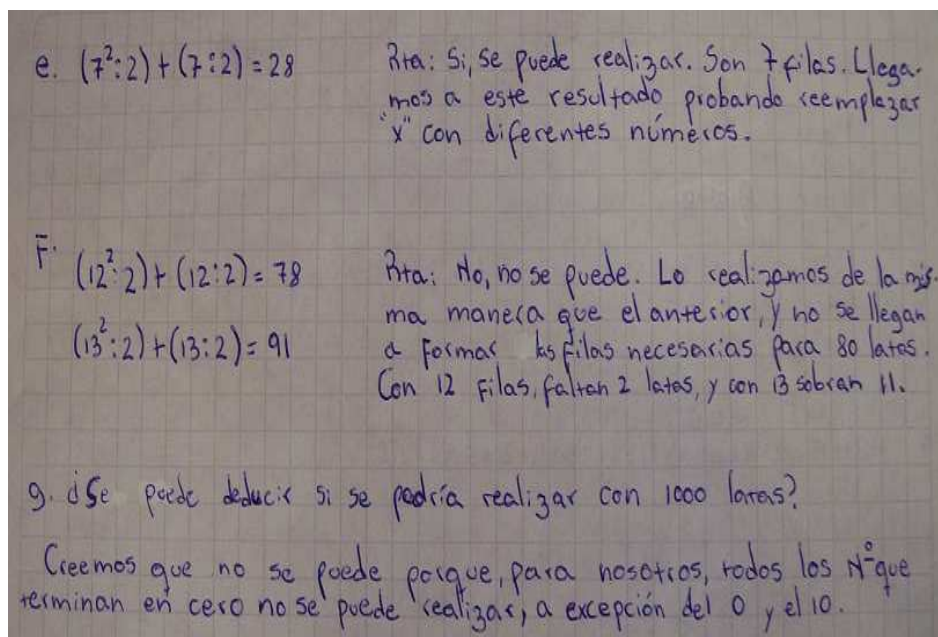 e. (7²:2)+(7:2)=28
Rta: Si, se puede realizar. Son 7 filas. Llega-
mos a este resultado probando reemplazar
"x" con diferentes números.
F. (12²:2)+(12:2)=78
(13²:2)+(13:2)=91
Rta: No, no se puede. Lo realizamos de la mis-
ma manera que el anterior, y no se llegan
a formar las filas necesarias para 80 latas.
Con 12 filas, faltan 2 latas, y con 13 sobran 11.
g. ¿Se puede deducir si se podría realizar con 1000 latas?
Creemos que no se puede porque, para nosotros, todos los Nº que
terminan en cero no se puede realizar, a excepción del 0 y el 10.